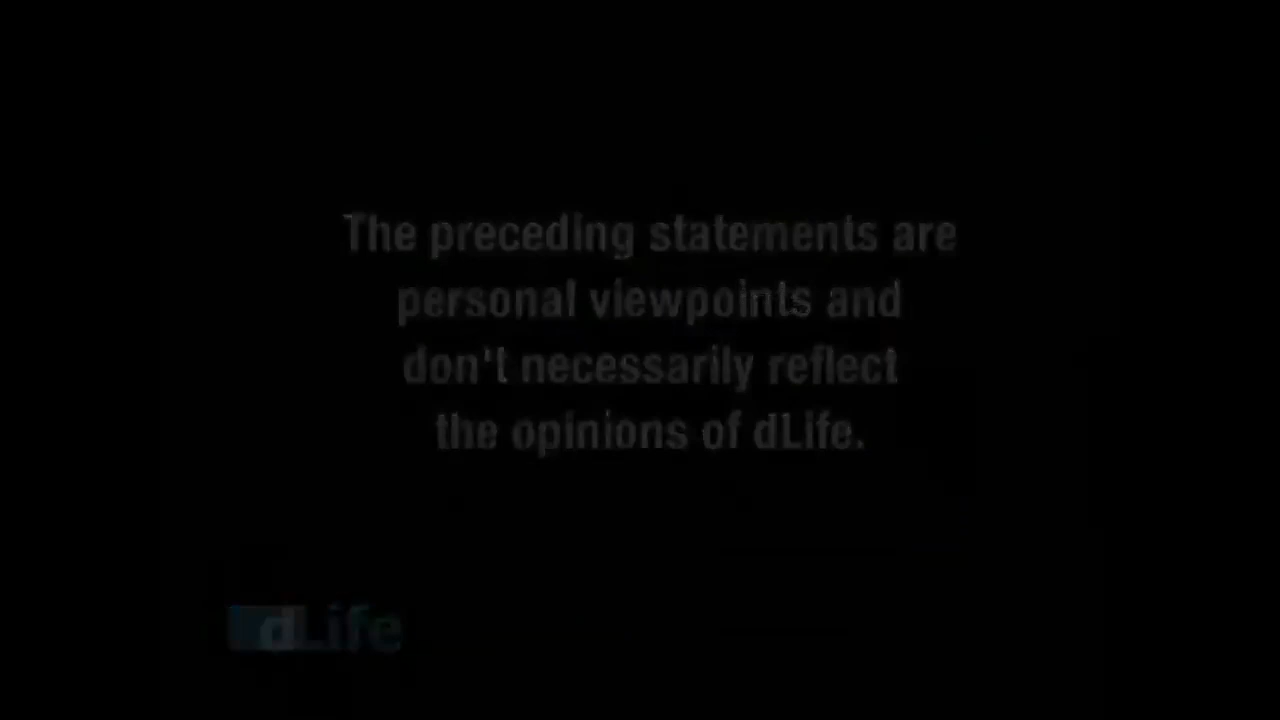 The preceding statements are
personal viewpoints and
don't necessarily reflect
the opinions of dLife.
dLife